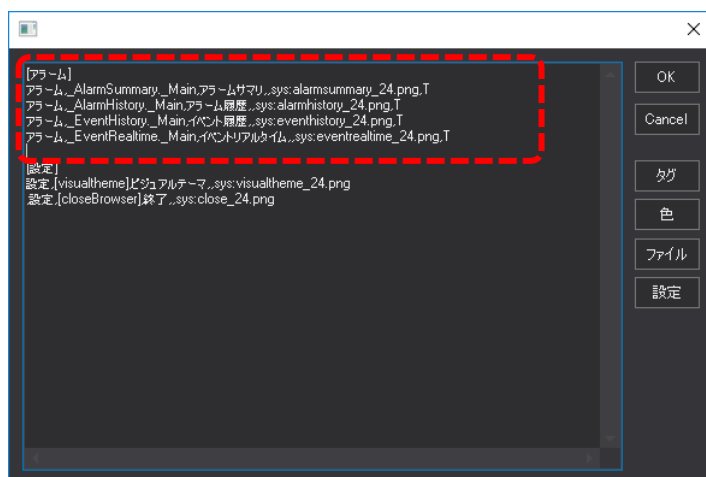 [アラーム]
アラーム,_AlarmSummary._Main,アラームサマリ,,sys:alarmsummary_24.png,T
アラーム,_AlarmHistory._Main,アラーム履歴,,sys:alarmhistory_24.png,T
アラーム,_EventHistory._Main,イベント履歴,,sys:eventhistory_24.png,T
アラーム,_EventRealtime._Main,イベントリアルタイム,,sys:eventrealtime_24.png,T
[設定]
設定,[visualtheme],ビジュアルテーマ,,sys:visualtheme_24.png
設定,[closeBrowser],終了,,sys:close_24.png
OK
Cancel
タグ
色
ファイル
設定